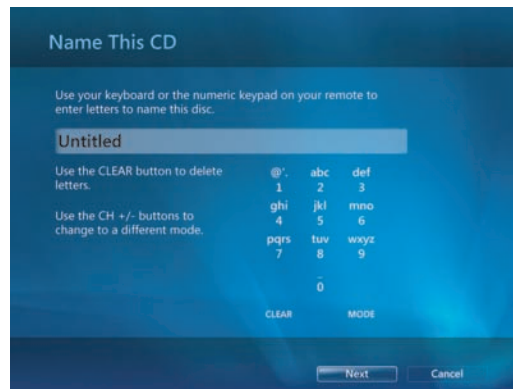 Name This CD
Use your keyboard or the numeric keypad on your remote to
enter letters to name this disc.
Untitled
Use the CLEAR button to delete
letters.
Use the CH +/- buttons to
change to a different mode.
@'. abc def
1 2 3
ghi jkl mno
4 5 6
pqrs tuv wxyz
7 8 9
_
0
CLEAR MODE
Next Cancel